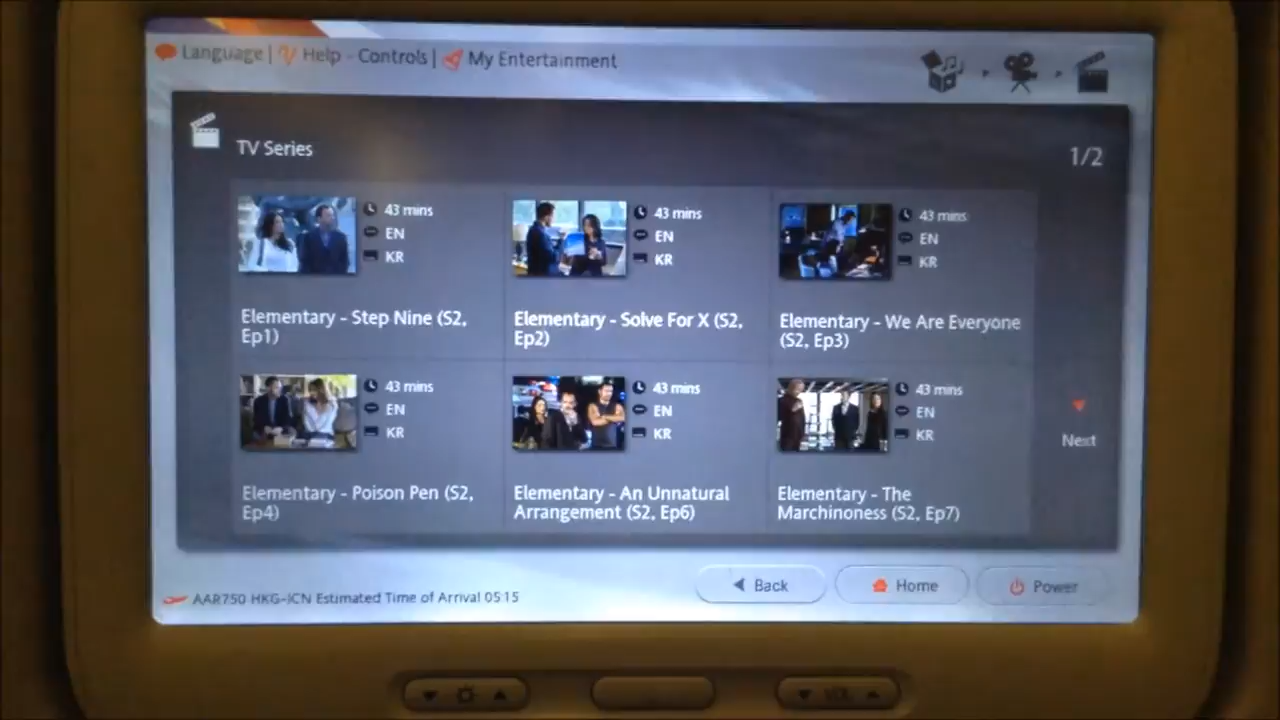 Language | Help - Controls | My Entertainment
TV Series
1/2
43 mins
EN
KR
Elementary - Step Nine (S2,
Ep1)
43 mins
EN
KR
Elementary - Solve For X (S2,
Ep2)
43 mins
EN
KR
Elementary - We Are Everyone
(S2, Ep3)
43 mins
EN
KR
Elementary - Poison Pen (S2,
Ep4)
43 mins
EN
KR
Elementary - An Unnatural
Arrangement (S2, Ep6)
43 mins
EN
KR
Elementary - The
Marchinoness (S2, Ep7)
Next
AAR750 HKG-ICN Estimated Time of Arrival 05:15
Back
Home
Power
VOL